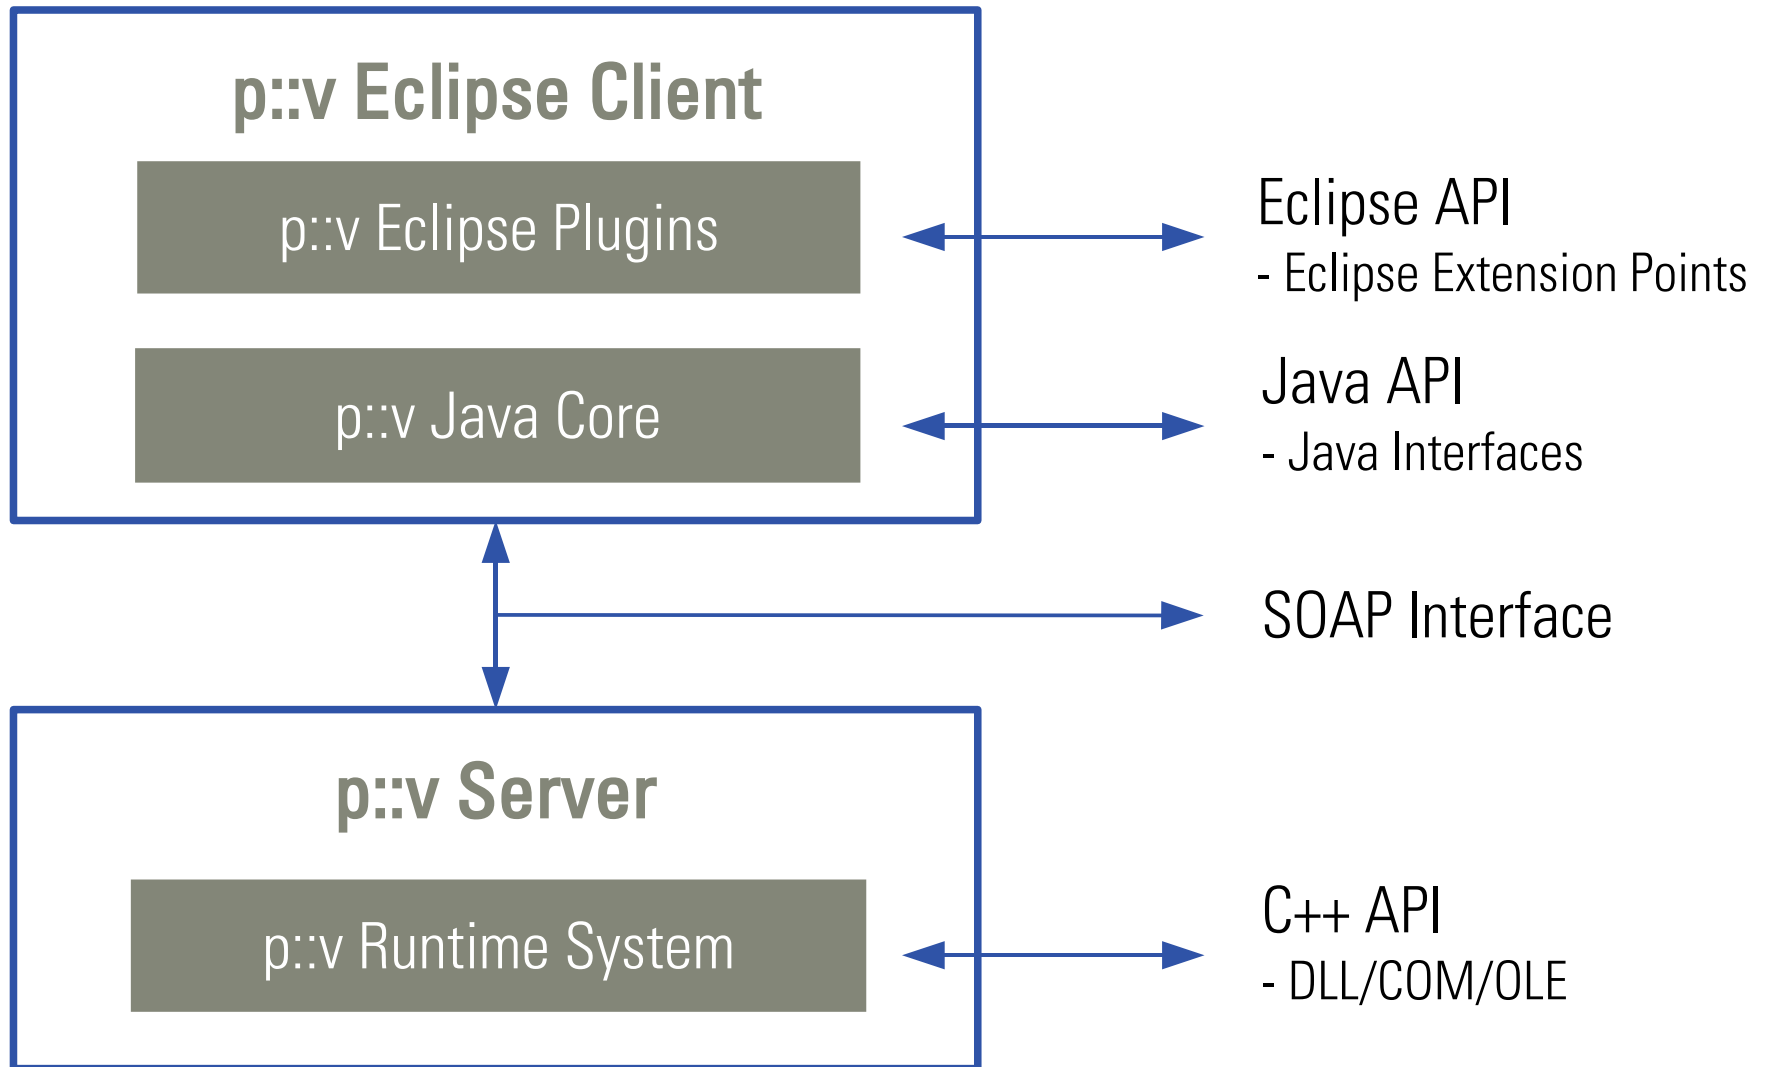 p::v Eclipse Client
p::v Eclipse Plugins
Eclipse API
- Eclipse Extension Points
p::v Java Core
Java API
- Java Interfaces
SOAP Interface
p::v Server
p::v Runtime System
C++ API
- DLL/COM/OLE